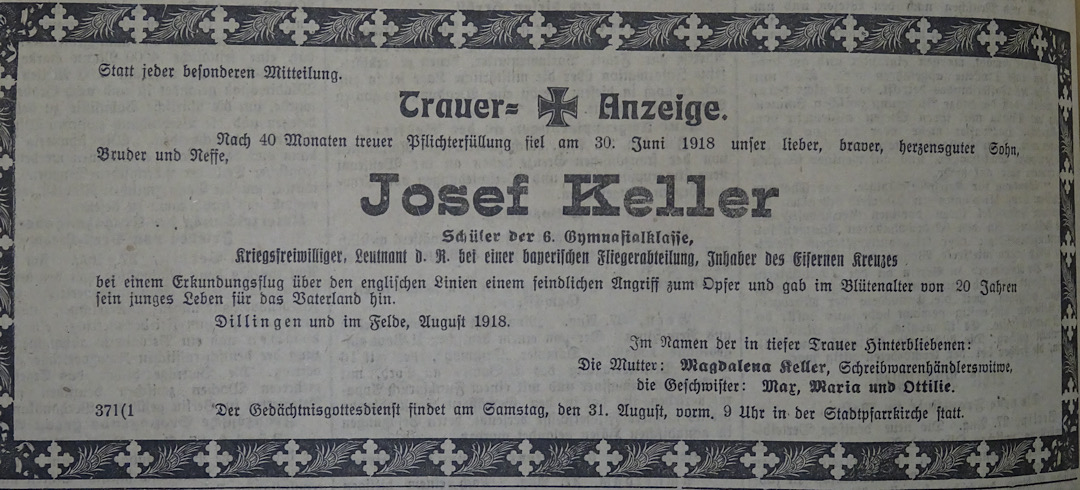 Statt jeder besonderen Mitteilung.
Trauer= Anzeige.
Nach 40 Monaten treuer Pflichterfüllung fiel am 30. Juni 1918 unser lieber, braver, herzensguter Sohn,
Bruder und Neffe,
Josef Keller
Schüler der 6. Gymnasialklasse,
Kriegsfreiwilliger, Leutnant d. R. bei einer bayerischen Fliegerabteilung, Inhaber des Eisernen Kreuzes
bei einem Erkundungsflug über den englischen Linien einem feindlichen Angriff zum Opfer und gab im Blütenalter von 20 Jahren
sein junges Leben für das Vaterland hin.
Dillingen und im Felde, August 1918.
Im Namen der in tiefer Trauer Hinterbliebenen:
Die Mutter: Magdalena Keller, Schreibwarenhändlerswitwe,
die Geschwister: Max, Maria und Ottilie.
371(1 Der Gedächtnisgottesdienst findet am Samstag, den 31. August, vorm. 9 Uhr in der Stadtpfarrkirche statt.